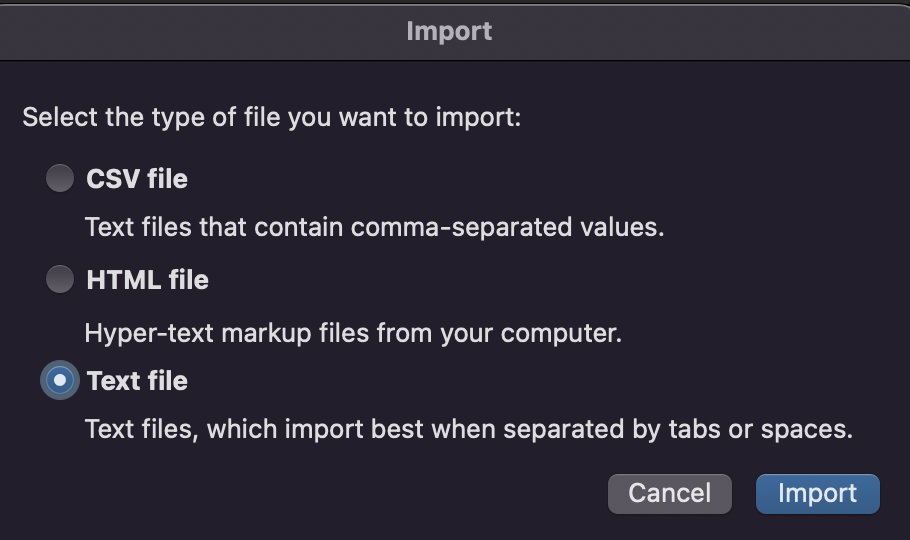 Import
Select the type of file you want to import:
CSV file
Text files that contain comma-separated values.
HTML file
Hyper-text markup files from your computer.
Text file
Text files, which import best when separated by tabs or spaces.
Cancel
Import